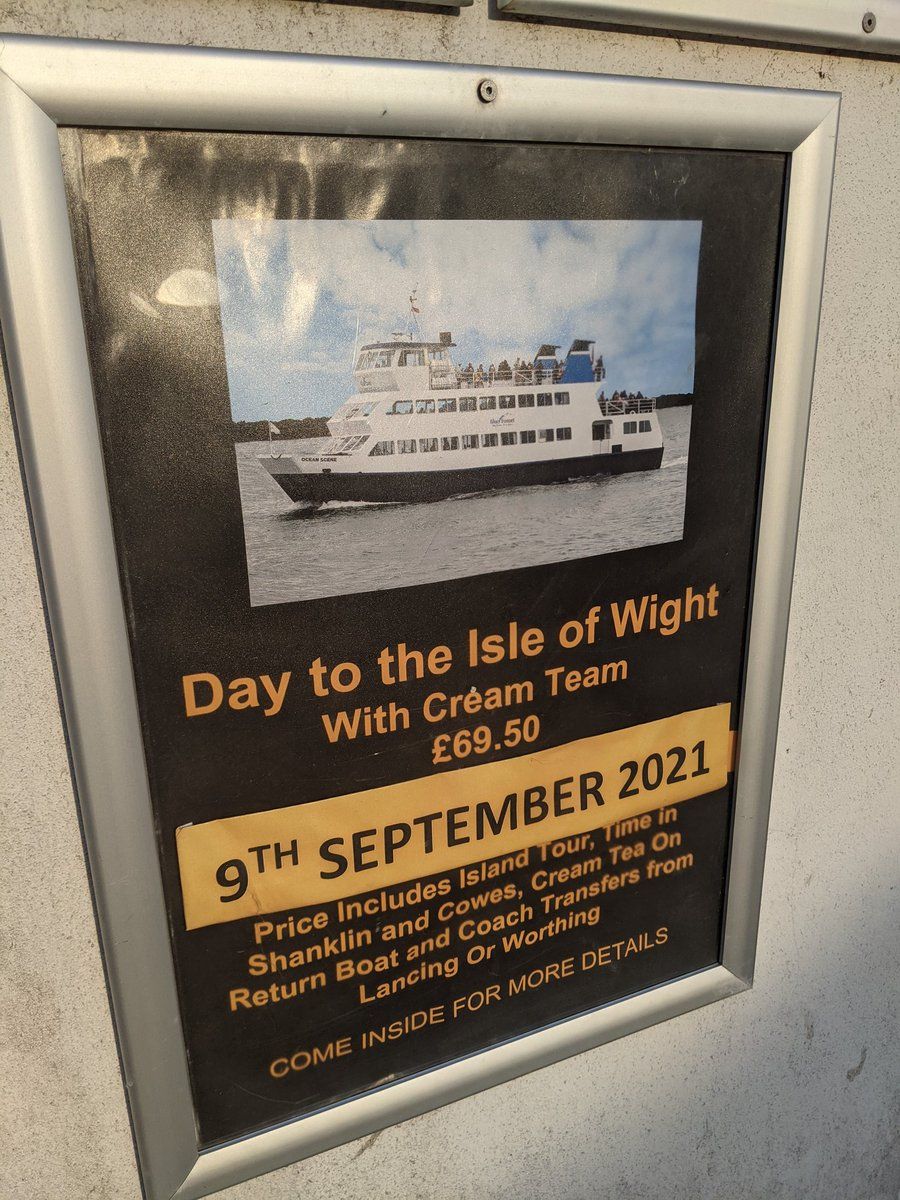 OCEAN SCENE
Day to the Isle of Wight
With Cream Team
£69.50
9TH SEPTEMBER 2021
Price Includes Island Tour, Time in
Shanklin and Cowes, Cream Tea On
Return Boat and Coach Transfers from
Lancing Or Worthing
COME INSIDE FOR MORE DETAILS